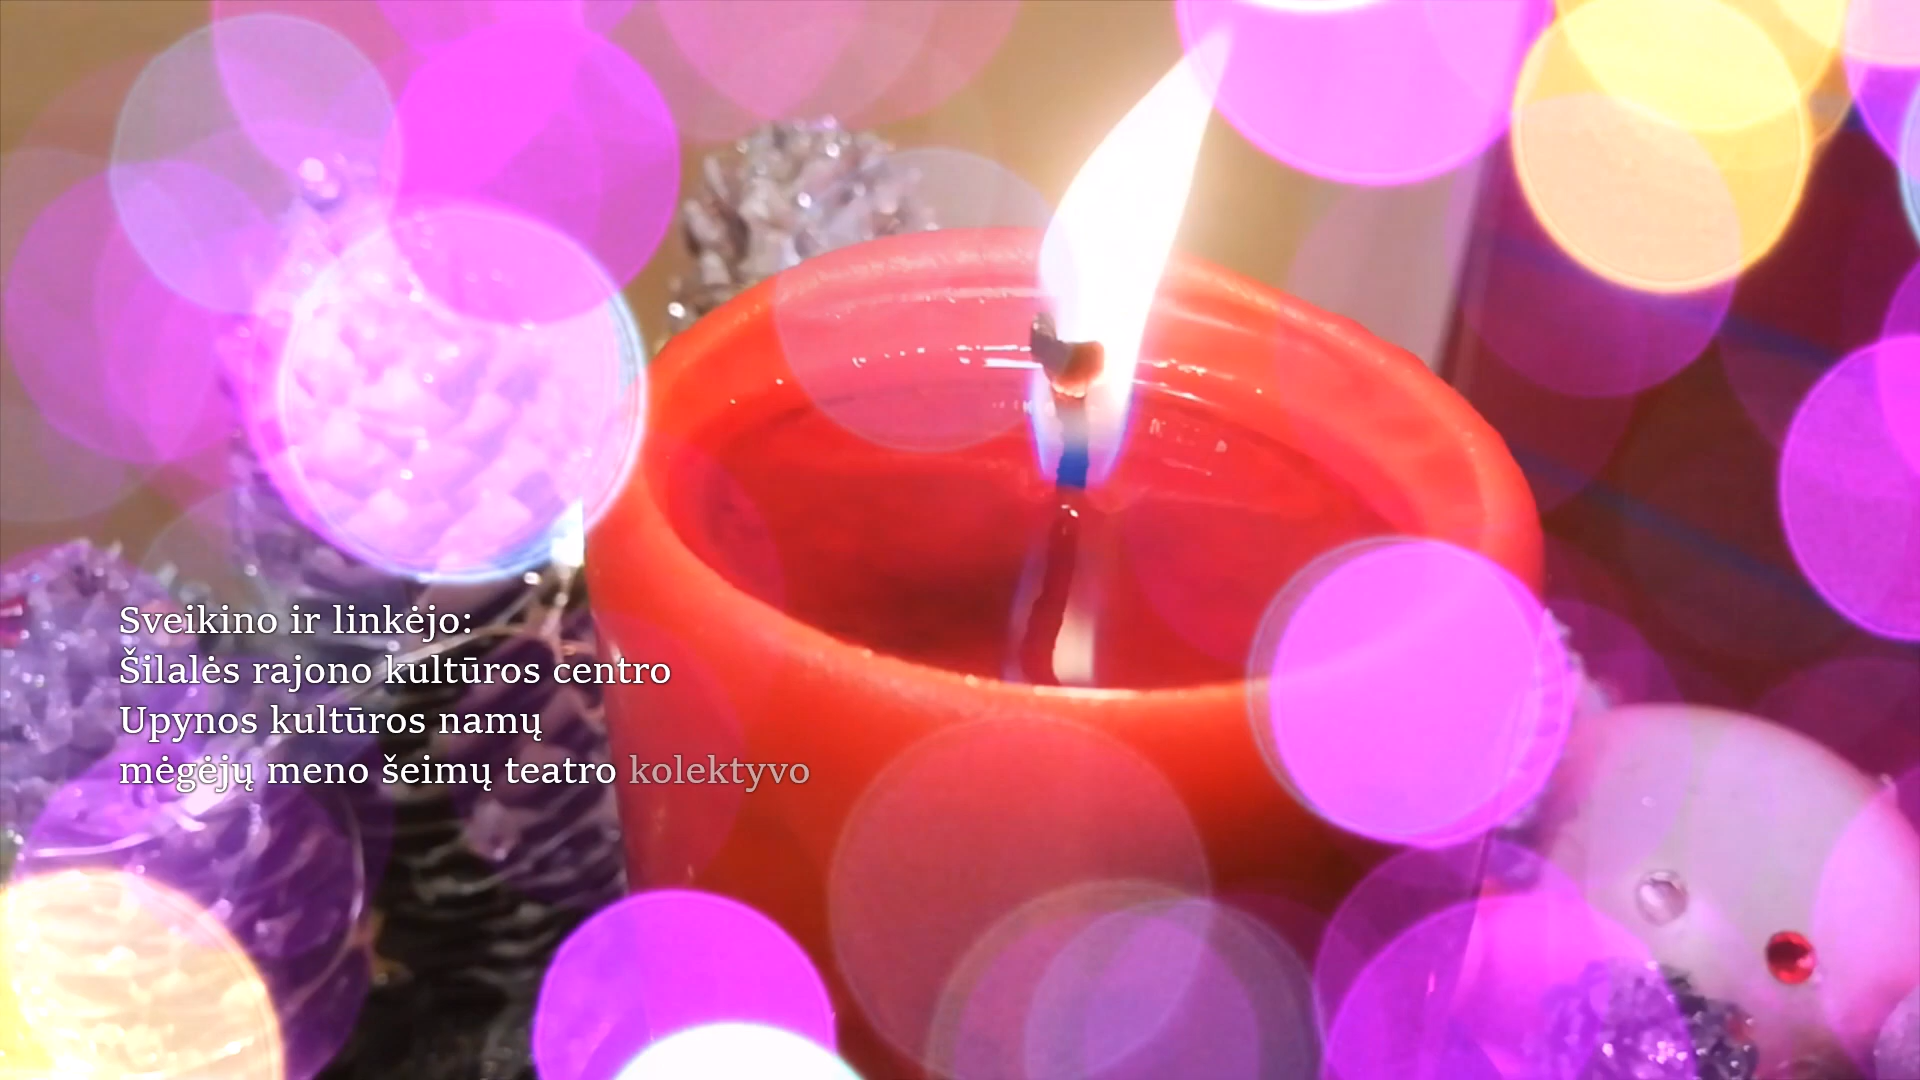 Sveikino ir linkėjo:
Šilalės rajono kultūros centro
Upynos kultūros namų
mėgėjų meno šeimų teatro kolektyvo